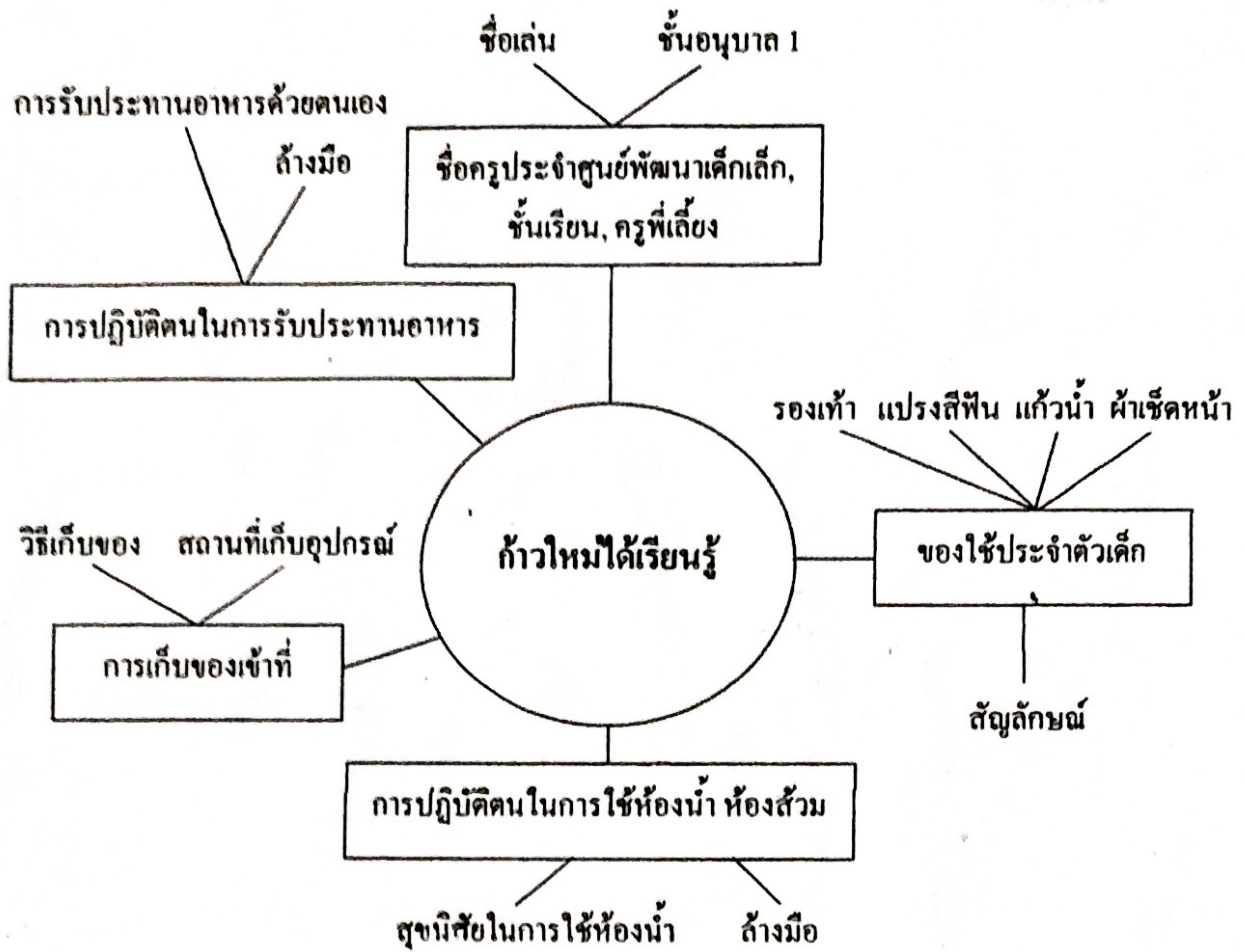 ชื่อเล่น ชั้นอนุบาล 1
การรับประทานอาหารด้วยตนเอง
ล้างมือ
ชื่อครูประจำศูนย์พัฒนาเด็กเล็ก,
ชั้นเรียน, ครูพี่เลี้ยง
การปฏิบัติตนในการรับประทานอาหาร
รองเท้า แปรงสีฟัน แก้วน้ำ ผ้าเช็ดหน้า
วิธีเก็บของ สถานที่เก็บอุปกรณ์
ก้าวใหม่ได้เรียนรู้
ของใช้ประจำตัวเด็ก
การเก็บของเข้าที่
สัญลักษณ์
การปฏิบัติตนในการใช้ห้องน้ำ ห้องส้วม
สุขนิศัยในการใช้ห้องน้ำ ล้างมือ